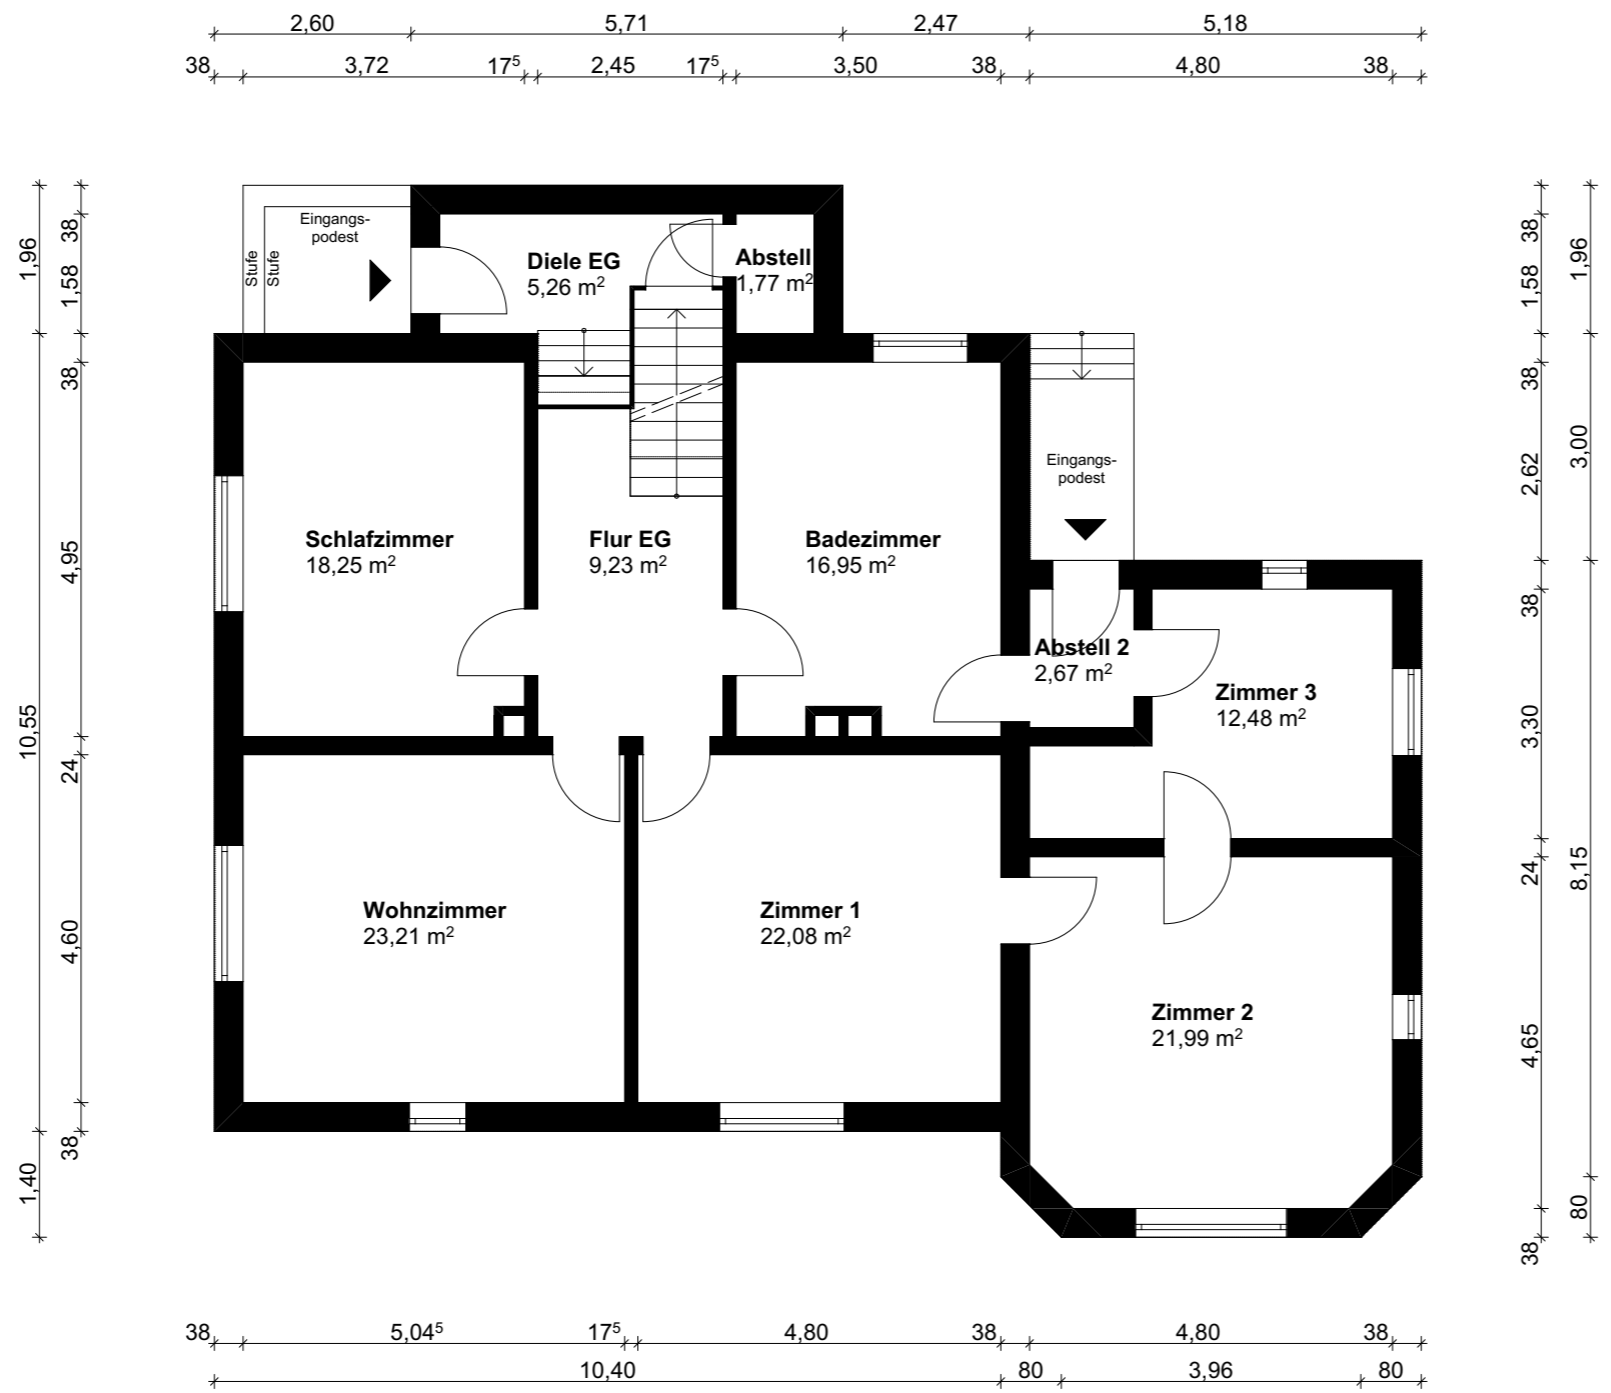 2,60 5,71 2,47 5,18
38 3,72 17⁵ 2,45 17⁵ 3,50 38 4,80 38
Eingangs-
podest
Stufe
Stufe
Diele EG
5,26 m²
Abstell
1,77 m²
Eingangs-
podest
Schlafzimmer
18,25 m²
Flur EG
9,23 m²
Badezimmer
16,95 m²
Abstell 2
2,67 m²
Zimmer 3
12,48 m²
Wohnzimmer
23,21 m²
Zimmer 1
22,08 m²
Zimmer 2
21,99 m²
1,96 10,55 1,40
38 1,58 38 4,95 24 4,60 38
38 1,58 38 2,62 38 3,30 24 4,65 38
1,96 3,00 8,15 80
38 5,04⁵ 17⁵ 4,80 38 4,80 38
10,40 80 3,96 80